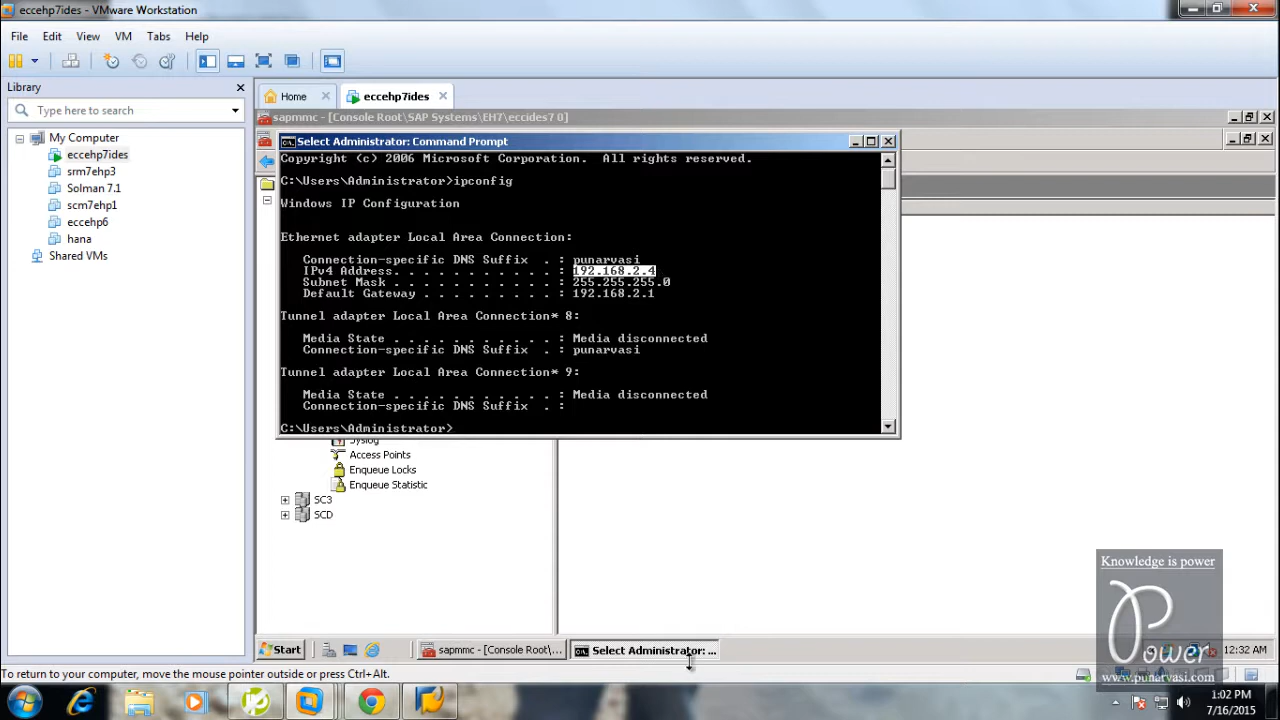 eccehp7ides - VMware Workstation
File Edit View VM Tabs Help
Library
Type here to search
My Computer
eccehp7ides
srm7ehp3
Solman 7.1
scm7ehp1
eccehp6
hana
Shared VMs
Home
eccehp7ides
sapmmc - [Console Root\SAP Systems\EH7\eccides7 0]
Select Administrator: Command Prompt
Copyright (c) 2006 Microsoft Corporation.  All rights reserved.
C:\Users\Administrator>ipconfig
Windows IP Configuration
Ethernet adapter Local Area Connection:
Connection-specific DNS Suffix  . : punarvasi
IPv4 Address. . . . . . . . . . . : 192.168.2.4
Subnet Mask . . . . . . . . . . . : 255.255.255.0
Default Gateway . . . . . . . . . : 192.168.2.1
Tunnel adapter Local Area Connection* 8:
Media State . . . . . . . . . . . : Media disconnected
Connection-specific DNS Suffix  . : punarvasi
Tunnel adapter Local Area Connection* 9:
Media State . . . . . . . . . . . : Media disconnected
Connection-specific DNS Suffix  . :
C:\Users\Administrator>
Syslog
Access Points
Enqueue Locks
Enqueue Statistic
SC3
SCD
Knowledge is power
Power
www.punarvasi.com
Start
sapmmc - [Console Root\...
Select Administrator: ...
12:32 AM
To return to your computer, move the mouse pointer outside or press Ctrl+Alt.
1:02 PM
7/16/2015